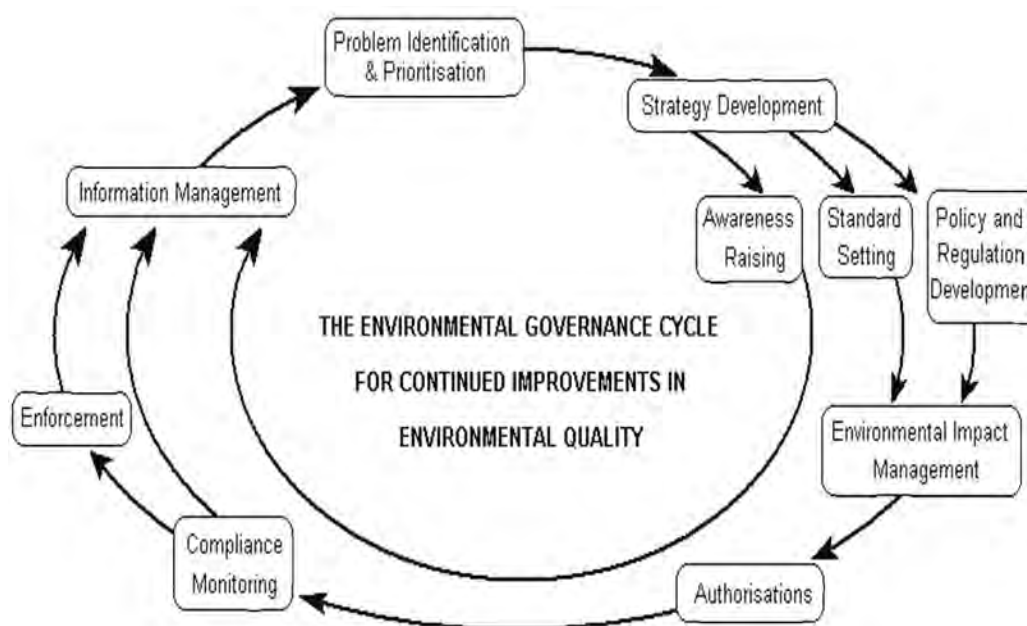 Problem Identification
& Prioritisation
Strategy Development
Information Management
Awareness
Raising
Standard
Setting
Policy and
Regulation
Development
THE ENVIRONMENTAL GOVERNANCE CYCLE
FOR CONTINUED IMPROVEMENTS IN
ENVIRONMENTAL QUALITY
Enforcement
Environmental Impact
Management
Compliance
Monitoring
Authorisations